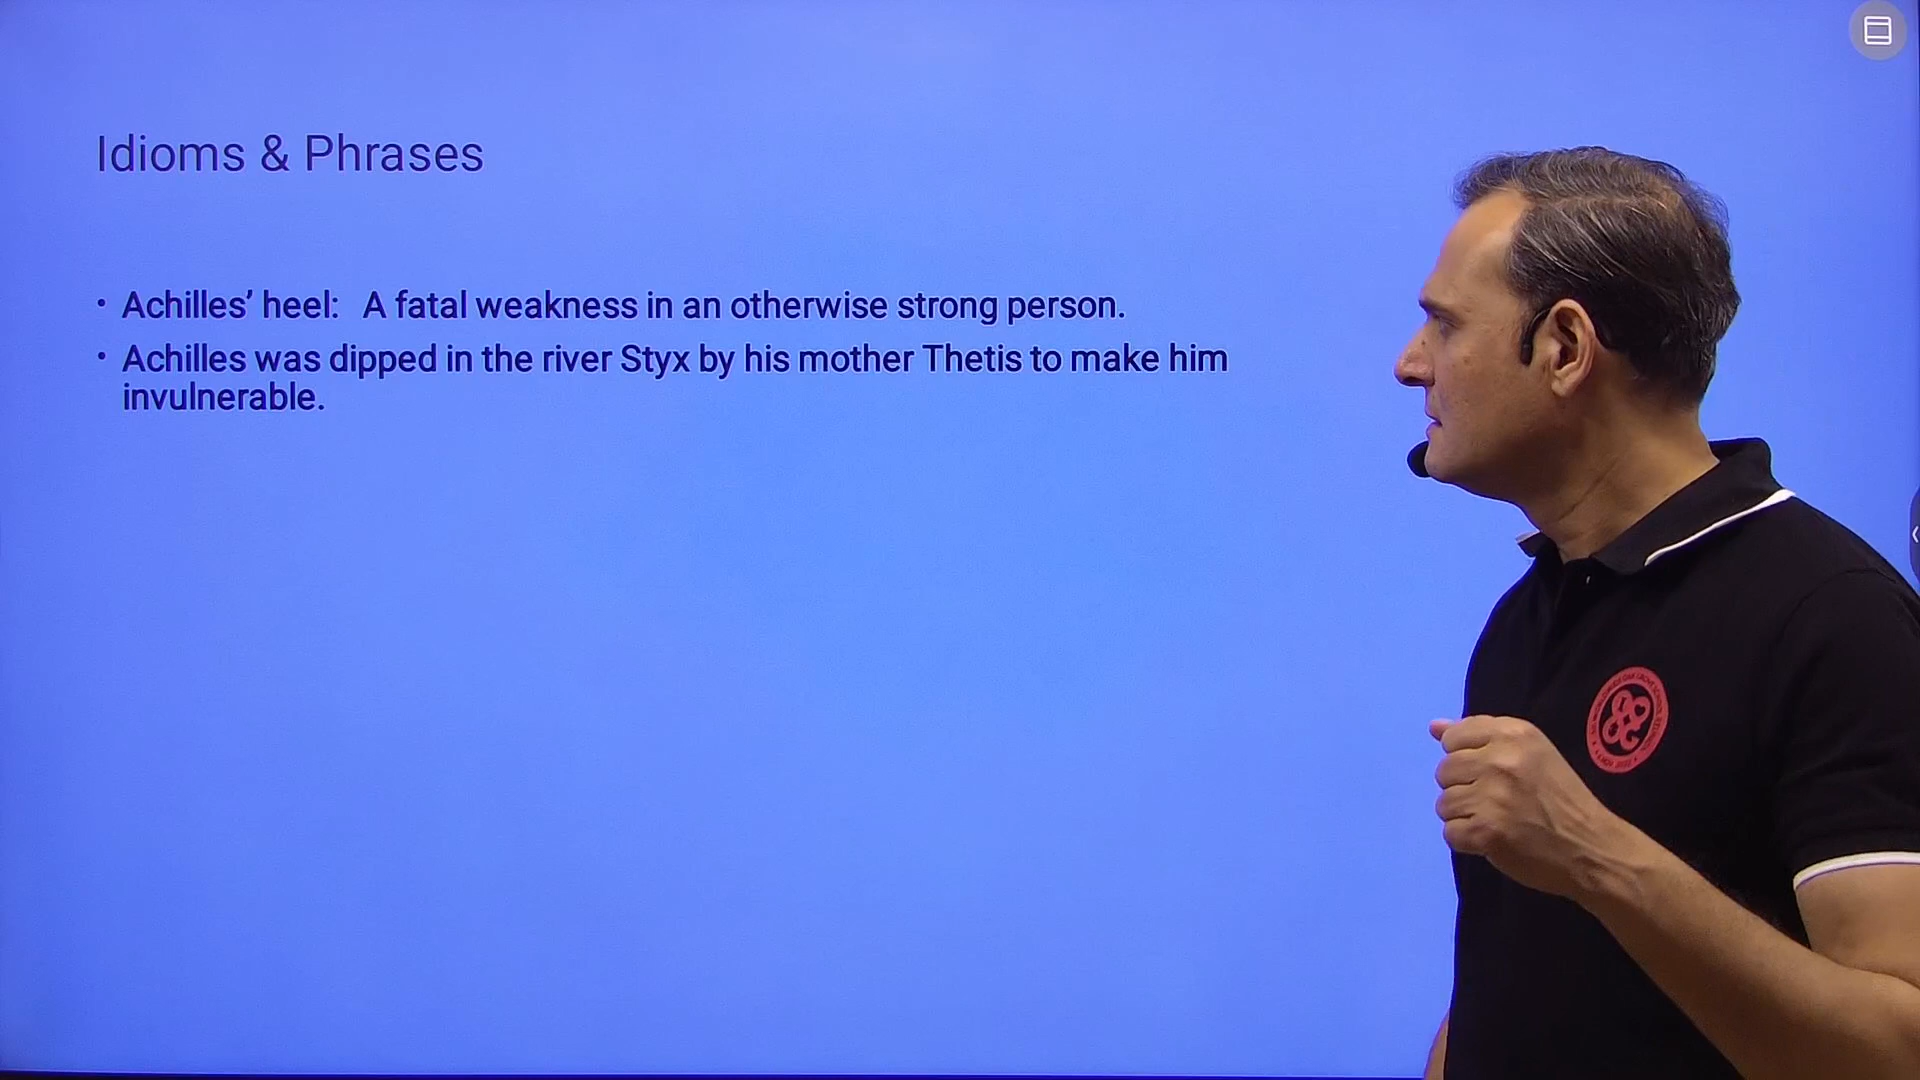 Idioms & Phrases
• Achilles’ heel: A fatal weakness in an otherwise strong person.
• Achilles was dipped in the river Styx by his mother Thetis to make him
invulnerable.